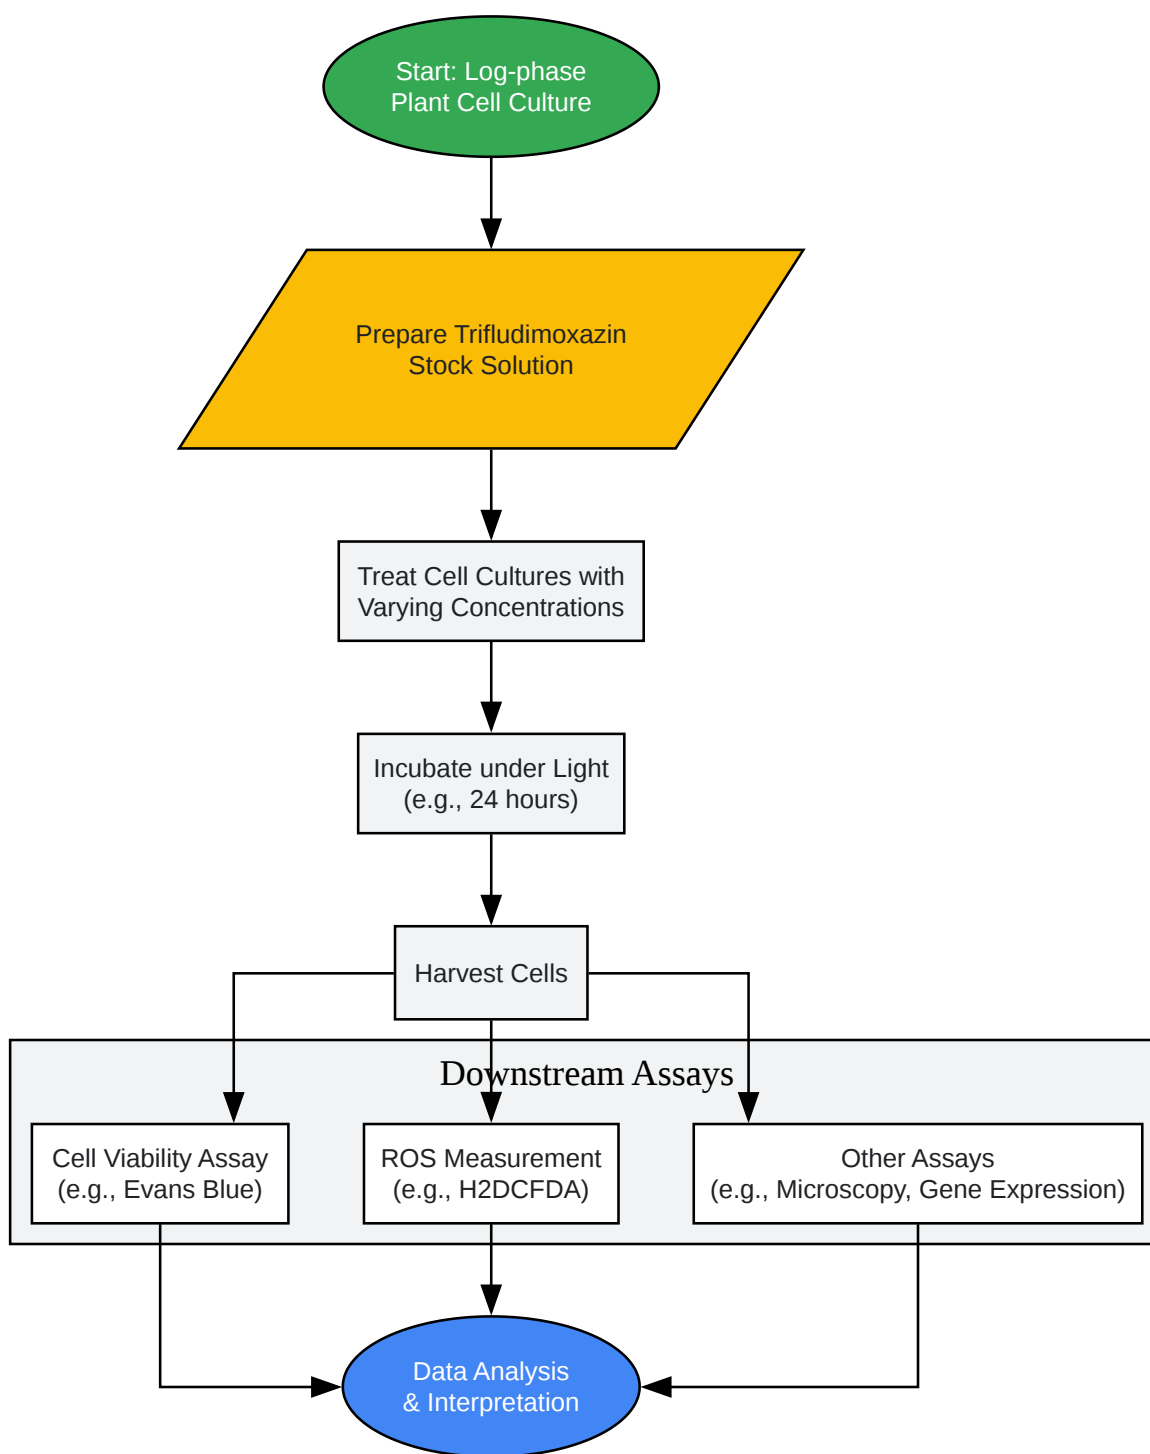 Start: Log-phase
Plant Cell Culture
Prepare Trifludimoxazin
Stock Solution
Treat Cell Cultures with
Varying Concentrations
Incubate under Light
(e.g., 24 hours)
Harvest Cells
Downstream Assays
Cell Viability Assay
(e.g., Evans Blue)
ROS Measurement
(e.g., H2DCFDA)
Other Assays
(e.g., Microscopy, Gene Expression)
Data Analysis
& Interpretation